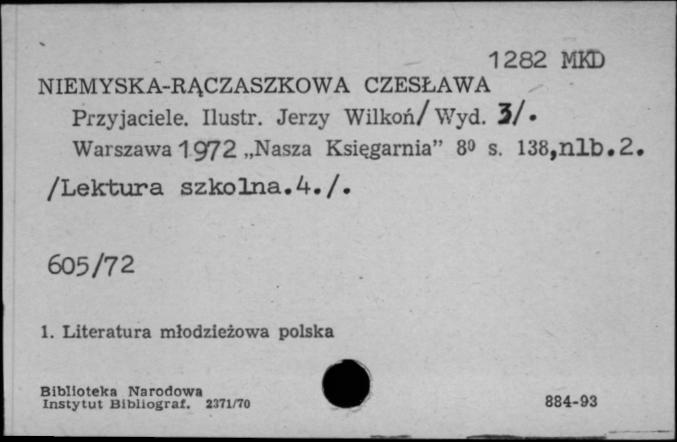 1282 MKD
NIEMYSKA-RĄCZASZKOWA CZESŁAWA
Przyjaciele. Ilustr. Jerzy Wilkoń/Wyd. 3/.
Warszawa 1972 „Nasza Księgarnia” 8⁰ s. 138,nlb.2.
/Lektura szkolna.4./.
605/72
1. Literatura młodzieżowa polska
Biblioteka Narodowa
Instytut Bibliograf. 2371/70
884-93